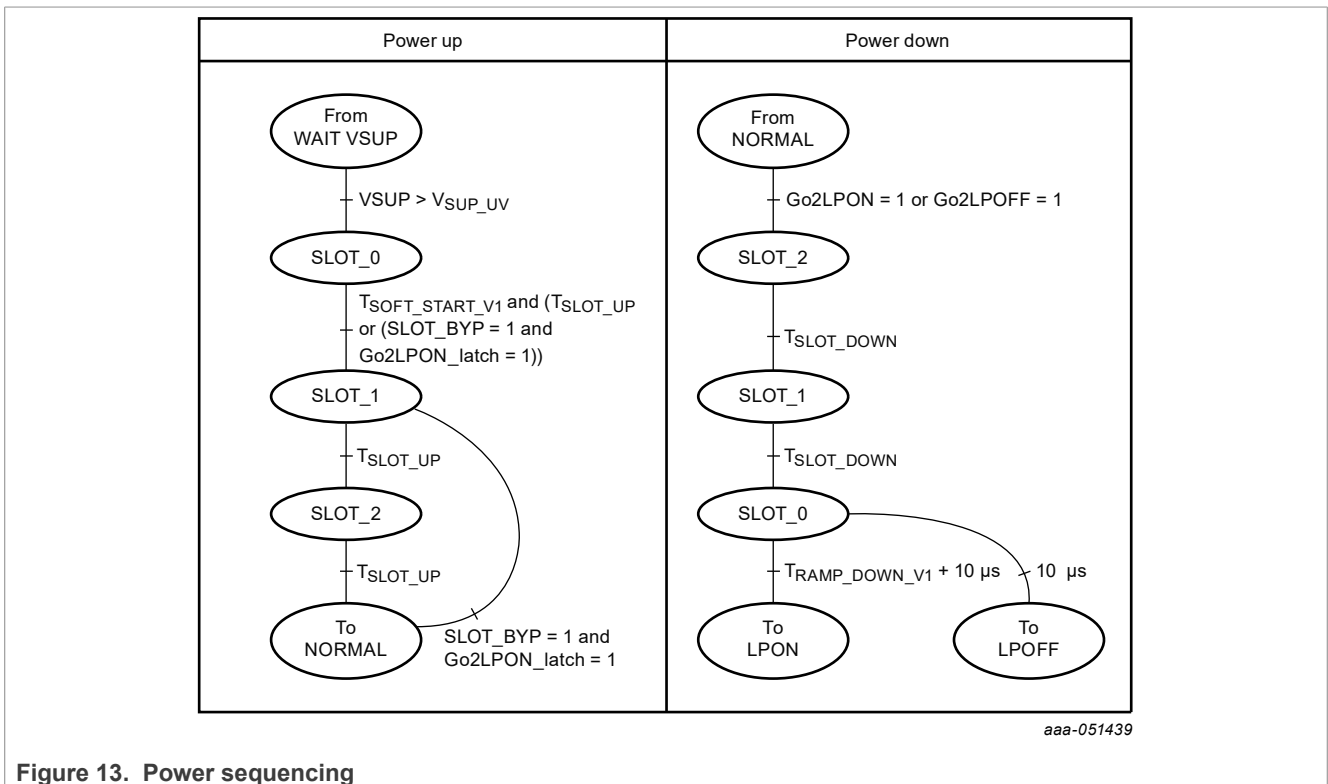 Power up
Power down
From
WAIT VSUP
VSUP > VSUP_UV
SLOT_0
TSOFT_START_V1 and (TSLOT_UP
or (SLOT_BYP = 1 and
Go2LPON_latch = 1))
SLOT_1
TSLOT_UP
SLOT_2
TSLOT_UP
To
NORMAL
SLOT_BYP = 1 and
Go2LPON_latch = 1
From
NORMAL
Go2LPON = 1 or Go2LPOFF = 1
SLOT_2
TSLOT_DOWN
SLOT_1
TSLOT_DOWN
SLOT_0
TRAMP_DOWN_V1 + 10 µs
10 µs
To
LPON
To
LPOFF
aaa-051439
Figure 13. Power sequencing